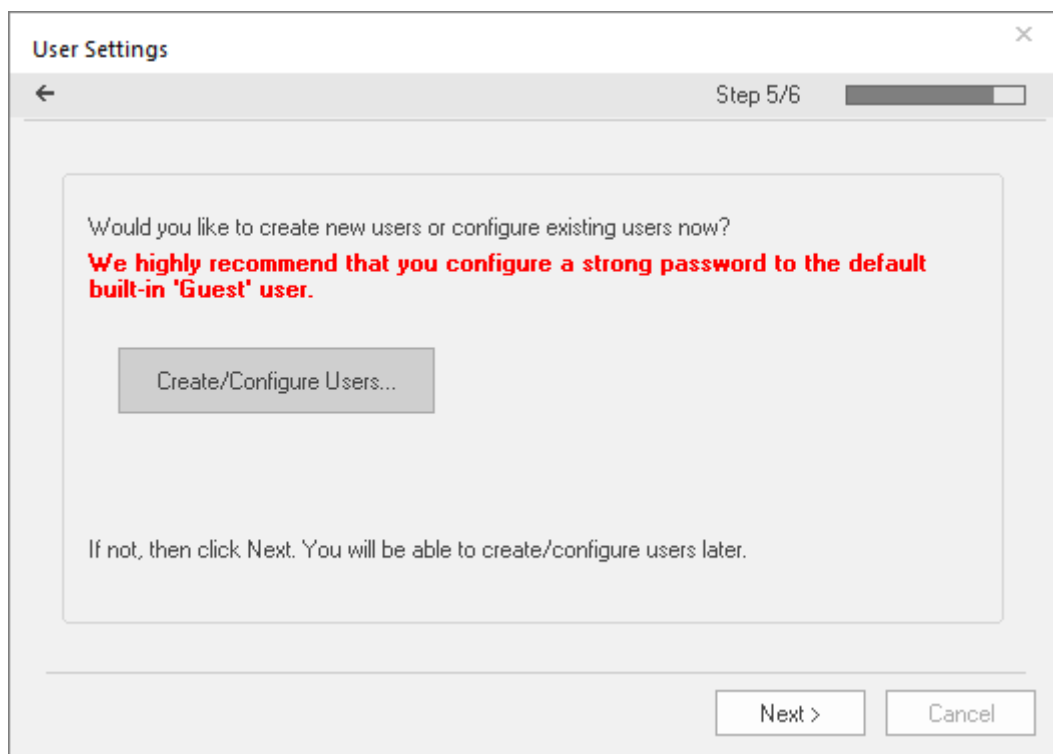 User Settings
Step 5/6
Would you like to create new users or configure existing users now?
We highly recommend that you configure a strong password to the default
built-in 'Guest' user.
Create/Configure Users...
If not, then click Next. You will be able to create/configure users later.
Next >
Cancel